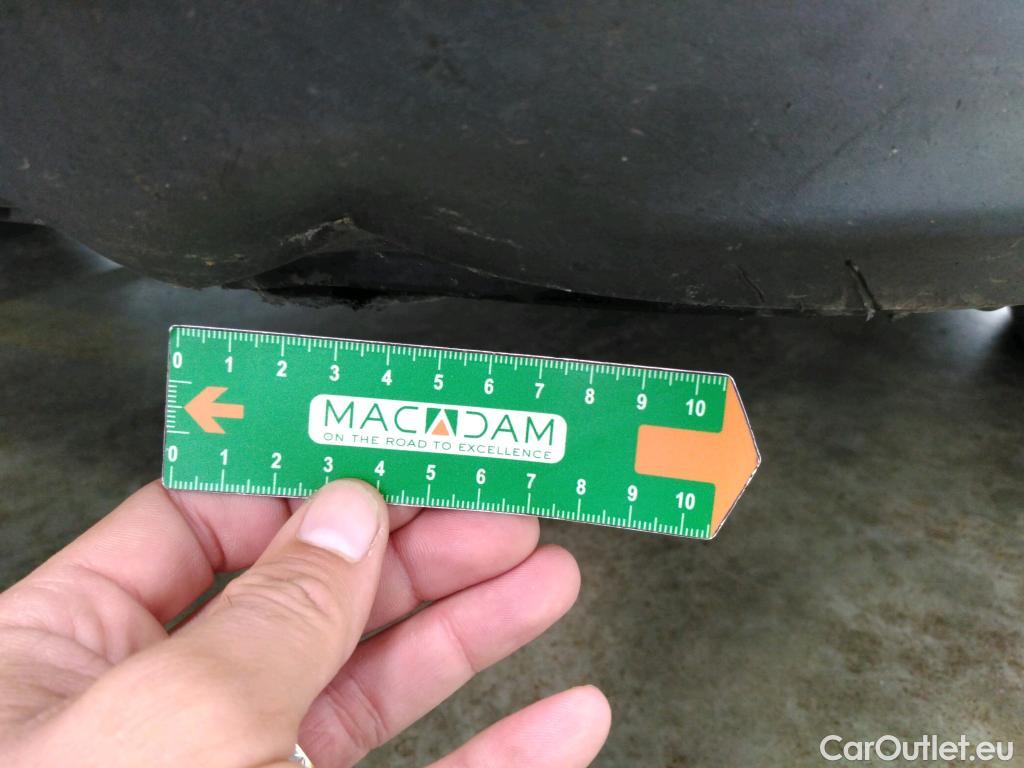 0 1 2 3 4 5 6 7 8 9 10
MACADAM
ON THE ROAD TO EXCELLENCE
0 1 2 3 4 5 6 7 8 9 10
CarOutlet.eu